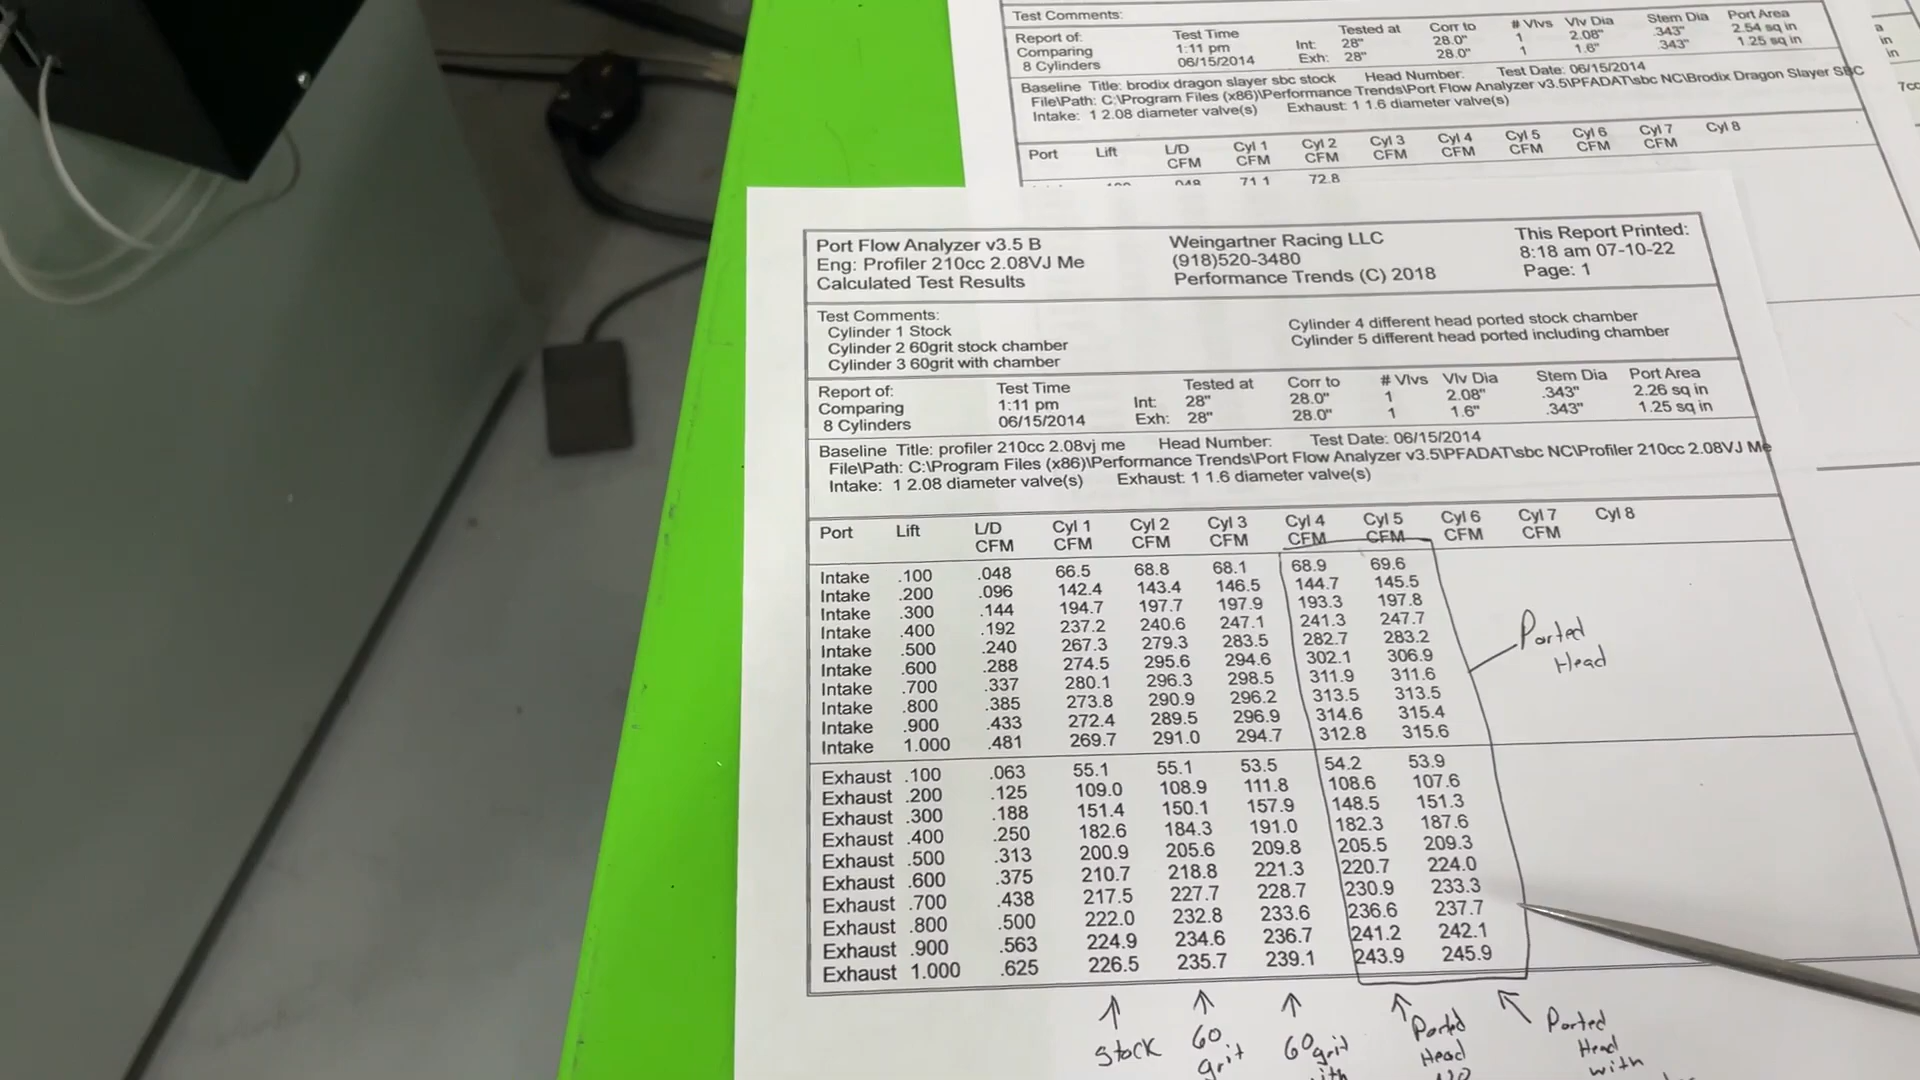 Test Comments:
Report of: Test Time Tested at Corr to # Vlvs Vlv Dia Stem Dia Port Area
Comparing 1:11 pm Int: 28" 28.0" 1 2.08" .343" 2.54 sq in
8 Cylinders 06/15/2014 Exh: 28" 28.0" 1 1.6" .343" 1.25 sq in
Baseline Title: brodix dragon slayer sbc stock Head Number: Test Date: 06/15/2014
File\Path: C:\Program Files (x86)\Performance Trends\Port Flow Analyzer v3.5\PFADAT\sbc NC\Brodix Dragon Slayer SBC
Intake: 1 2.08 diameter valve(s) Exhaust: 1 1.6 diameter valve(s)
Port Lift L/D Cyl 1 Cyl 2 Cyl 3 Cyl 4 Cyl 5 Cyl 6 Cyl 7 Cyl 8
CFM CFM CFM CFM CFM CFM CFM CFM
71.1 72.8
in
in
Port Flow Analyzer v3.5 B Weingartner Racing LLC This Report Printed:
Eng: Profiler 210cc 2.08VJ Me (918)520-3480 8:18 am 07-10-22
Calculated Test Results Performance Trends (C) 2018 Page: 1
Test Comments:
Cylinder 1 Stock Cylinder 4 different head ported stock chamber
Cylinder 2 60grit stock chamber Cylinder 5 different head ported including chamber
Cylinder 3 60grit with chamber
Report of: Test Time Tested at Corr to # Vlvs Vlv Dia Stem Dia Port Area
Comparing 1:11 pm Int: 28" 28.0" 1 2.08" .343" 2.26 sq in
8 Cylinders 06/15/2014 Exh: 28" 28.0" 1 1.6" .343" 1.25 sq in
Baseline Title: profiler 210cc 2.08vj me Head Number: Test Date: 06/15/2014
File\Path: C:\Program Files (x86)\Performance Trends\Port Flow Analyzer v3.5\PFADAT\sbc NC\Profiler 210cc 2.08VJ Me
Intake: 1 2.08 diameter valve(s) Exhaust: 1 1.6 diameter valve(s)
Port Lift L/D Cyl 1 Cyl 2 Cyl 3 Cyl 4 Cyl 5 Cyl 6 Cyl 7 Cyl 8
CFM CFM CFM CFM CFM CFM CFM CFM
Intake .100 .048 66.5 68.8 68.1 68.9 69.6
Intake .200 .096 142.4 143.4 146.5 144.7 145.5
Intake .300 .144 194.7 197.7 197.9 193.3 197.8
Intake .400 .192 237.2 240.6 247.1 241.3 247.7
Intake .500 .240 267.3 279.3 283.5 282.7 283.2
Intake .600 .288 274.5 295.6 294.6 302.1 306.9
Intake .700 .337 280.1 296.3 298.5 311.9 311.6
Intake .800 .385 273.8 290.9 296.2 313.5 313.5
Intake .900 .433 272.4 289.5 296.9 314.6 315.4
Intake 1.000 .481 269.7 291.0 294.7 312.8 315.6
Ported
Head
Exhaust .100 .063 55.1 55.1 53.5 54.2 53.9
Exhaust .200 .125 109.0 108.9 111.8 108.6 107.6
Exhaust .300 .188 151.4 150.1 157.9 148.5 151.3
Exhaust .400 .250 182.6 184.3 191.0 182.3 187.6
Exhaust .500 .313 200.9 205.6 209.8 205.5 209.3
Exhaust .600 .375 210.7 218.8 221.3 220.7 224.0
Exhaust .700 .438 217.5 227.7 228.7 230.9 233.3
Exhaust .800 .500 222.0 232.8 233.6 236.6 237.7
Exhaust .900 .563 224.9 234.6 236.7 241.2 242.1
Exhaust 1.000 .625 226.5 235.7 239.1 243.9 245.9
stock
60
grit
60grit
Ported
Head
Ported
Head
with